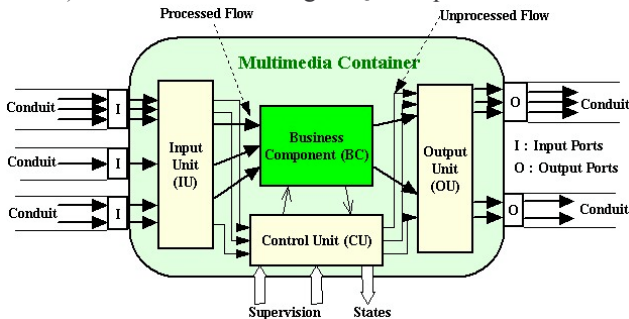 Processed Flow
Unprocessed Flow
Multimedia Container
Conduit
I
Input
Unit
(IU)
Business
Component (BC)
Output
Unit
(OU)
O
Conduit
Conduit
I
I : Input Ports
O : Output Ports
Conduit
I
Control Unit (CU)
O
Conduit
Supervision
States